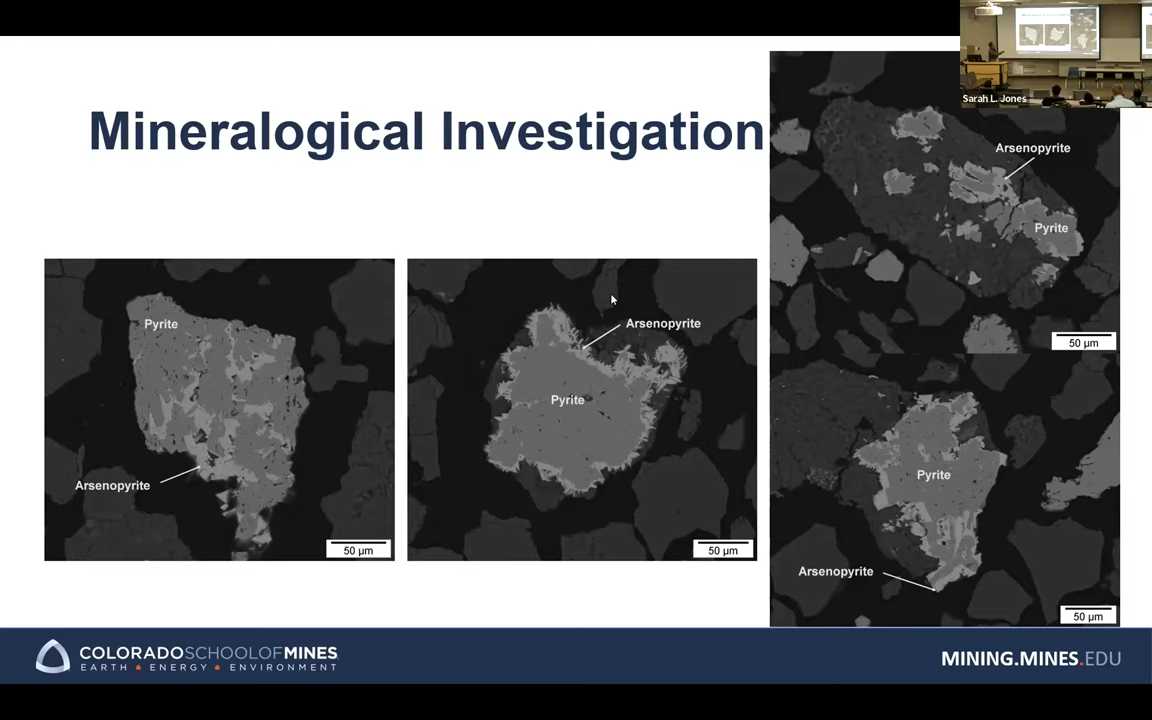 Sarah L. Jones
Mineralogical Investigation
Pyrite
Arsenopyrite
50 µm
Arsenopyrite
Pyrite
50 µm
Arsenopyrite
Pyrite
50 µm
Pyrite
Arsenopyrite
50 µm
COLORADOSCHOOLOFMINES
EARTH • ENERGY • ENVIRONMENT
MINING.MINES.EDU